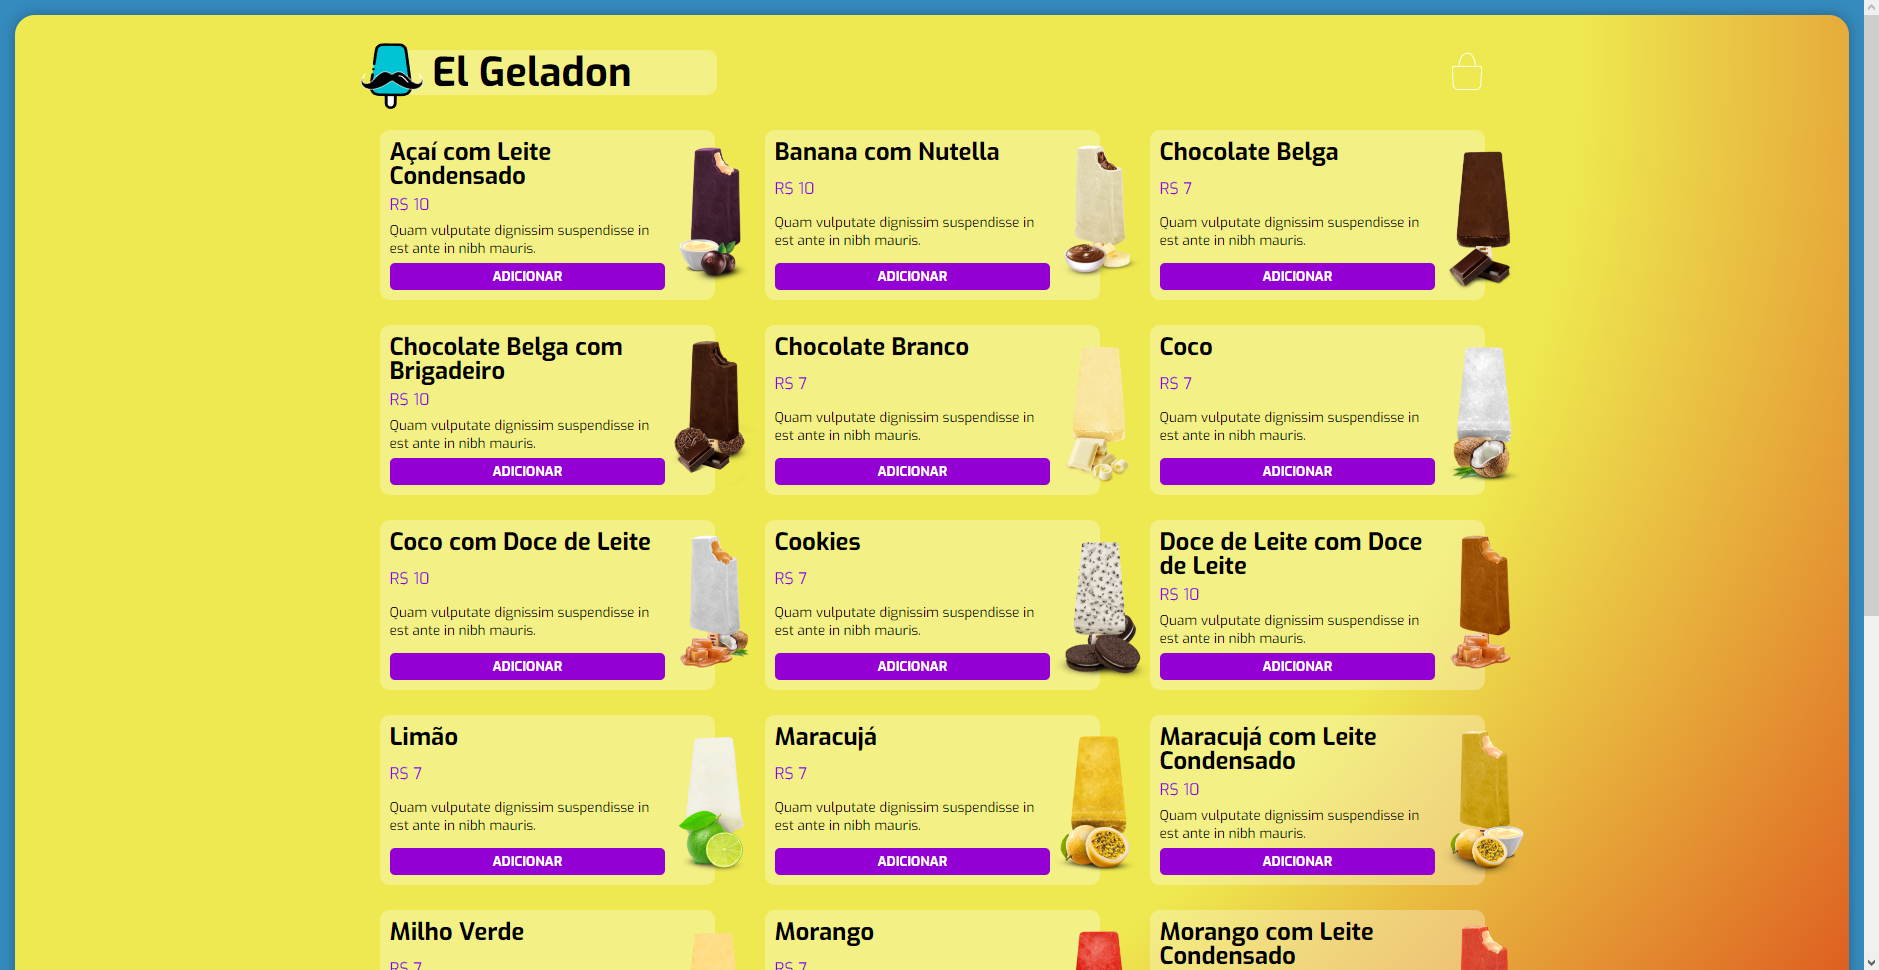 El Geladon
Açaí com Leite
Condensado
R$ 10
Quam vulputate dignissim suspendisse in
est ante in nibh mauris.
ADICIONAR
Banana com Nutella
R$ 10
Quam vulputate dignissim suspendisse in
est ante in nibh mauris.
ADICIONAR
Chocolate Belga
R$ 7
Quam vulputate dignissim suspendisse in
est ante in nibh mauris.
ADICIONAR
Chocolate Belga com
Brigadeiro
R$ 10
Quam vulputate dignissim suspendisse in
est ante in nibh mauris.
ADICIONAR
Chocolate Branco
R$ 7
Quam vulputate dignissim suspendisse in
est ante in nibh mauris.
ADICIONAR
Coco
R$ 7
Quam vulputate dignissim suspendisse in
est ante in nibh mauris.
ADICIONAR
Coco com Doce de Leite
R$ 10
Quam vulputate dignissim suspendisse in
est ante in nibh mauris.
ADICIONAR
Cookies
R$ 7
Quam vulputate dignissim suspendisse in
est ante in nibh mauris.
ADICIONAR
Doce de Leite com Doce
de Leite
R$ 10
Quam vulputate dignissim suspendisse in
est ante in nibh mauris.
ADICIONAR
Limão
R$ 7
Quam vulputate dignissim suspendisse in
est ante in nibh mauris.
ADICIONAR
Maracujá
R$ 7
Quam vulputate dignissim suspendisse in
est ante in nibh mauris.
ADICIONAR
Maracujá com Leite
Condensado
R$ 10
Quam vulputate dignissim suspendisse in
est ante in nibh mauris.
ADICIONAR
Milho Verde
R$ 7
Morango
R$ 7
Morango com Leite
Condensado